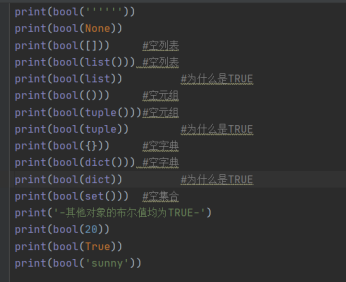 print(bool(''''''))
print(bool(None))
print(bool([]))     #空列表
print(bool(list())) #空列表
print(bool(list))        #为什么是TRUE
print(bool(()))     #空元组
print(bool(tuple()))#空元组
print(bool(tuple))       #为什么是TRUE
print(bool({}))     #空字典
print(bool(dict())) #空字典
print(bool(dict))        #为什么是TRUE
print(bool(set()))  #空集合
print('-其他对象的布尔值均为TRUE-')
print(bool(20))
print(bool(True))
print(bool('sunny'))